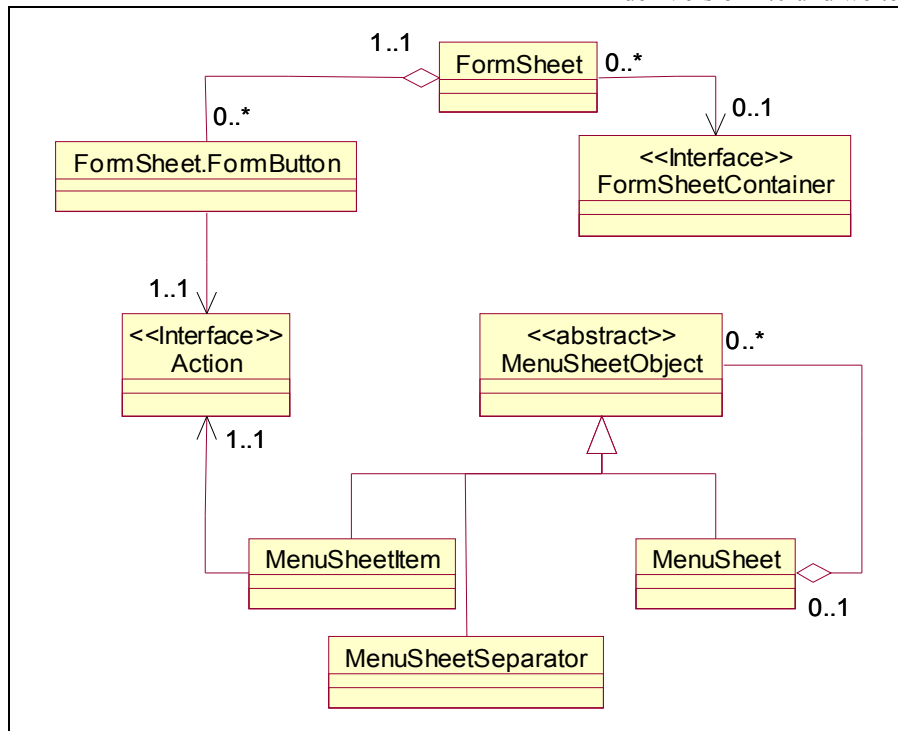 1..1
FormSheet
0..*
0..*
0..1
FormSheet.FormButton
<<Interface>>
FormSheetContainer
1..1
<<Interface>>
Action
<<abstract>>
MenuSheetObject
0..*
1..1
MenuSheetItem
MenuSheet
0..1
MenuSheetSeparator